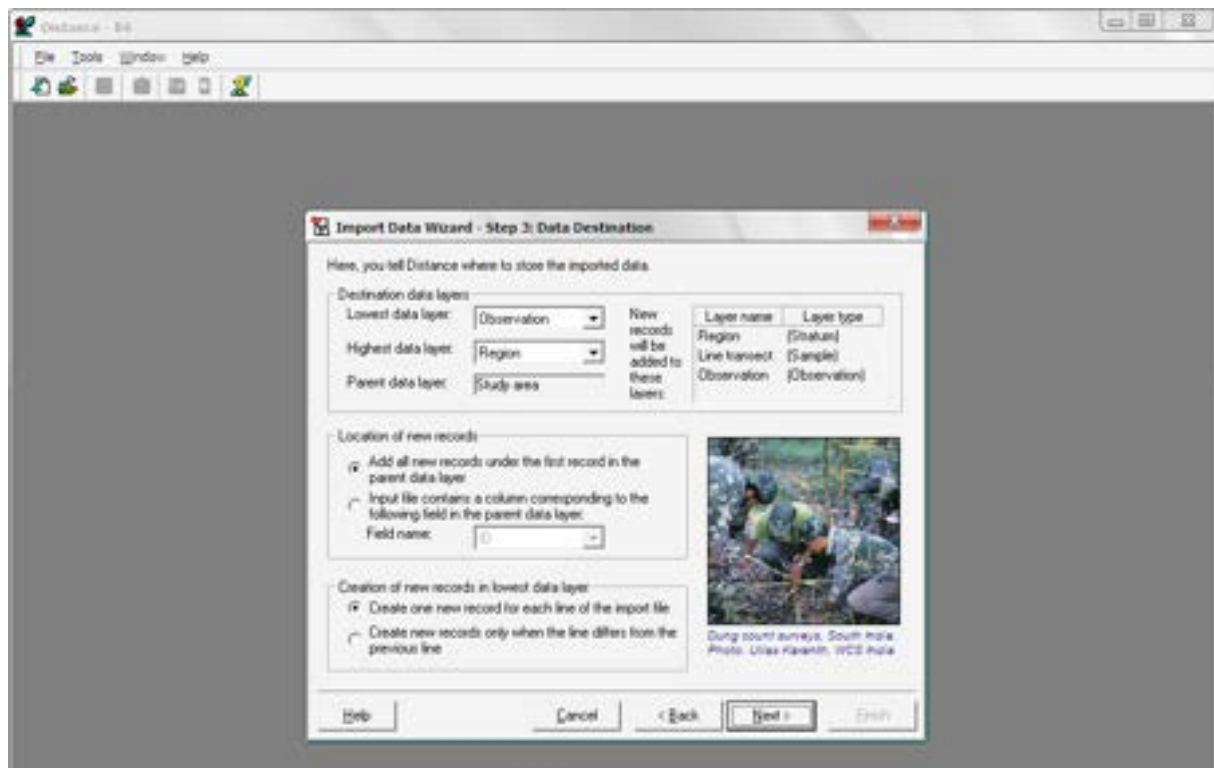 Distance - 64
File Tools Window Help
Import Data Wizard - Step 3: Data Destination
Here, you tell Distance where to store the imported data.
Destination data layers
Lowest data layer: Observation
Highest data layer: Region
Parent data layer: Study area
New records will be added to these layers:
Layer name Layer type
Region (Stratum)
Line transect (Sample)
Observation (Observation)
Location of new records
Add all new records under the first record in the
parent data layer
Input file contains a column corresponding to the
following field in the parent data layer:
Field name: ID
Creation of new records in lowest data layer
Create one new record for each line of the import file
Create new records only when the line differs from the
previous line
Dung count surveys, South India.
Photo, Ullas Karanth, WCS India
Help Cancel < Back Next > Finish